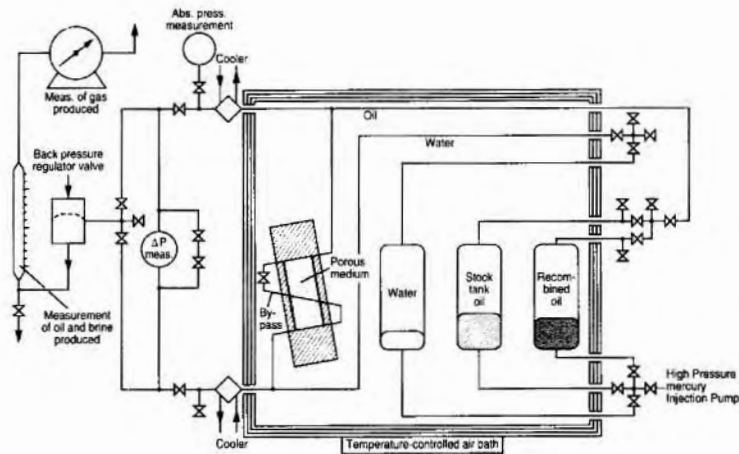 Abs. press.
measurement
Cooler
Meas. of gas
produced
Oil
Water
Back pressure
regulator valve
ΔP
meas.
Porous
medium
By-
pass
Water
Stock
tank
oil
Recom-
bined
oil
Measurement
of oil and brine
produced
High Pressure
mercury
Injection Pump
Cooler
Temperature-controlled air bath